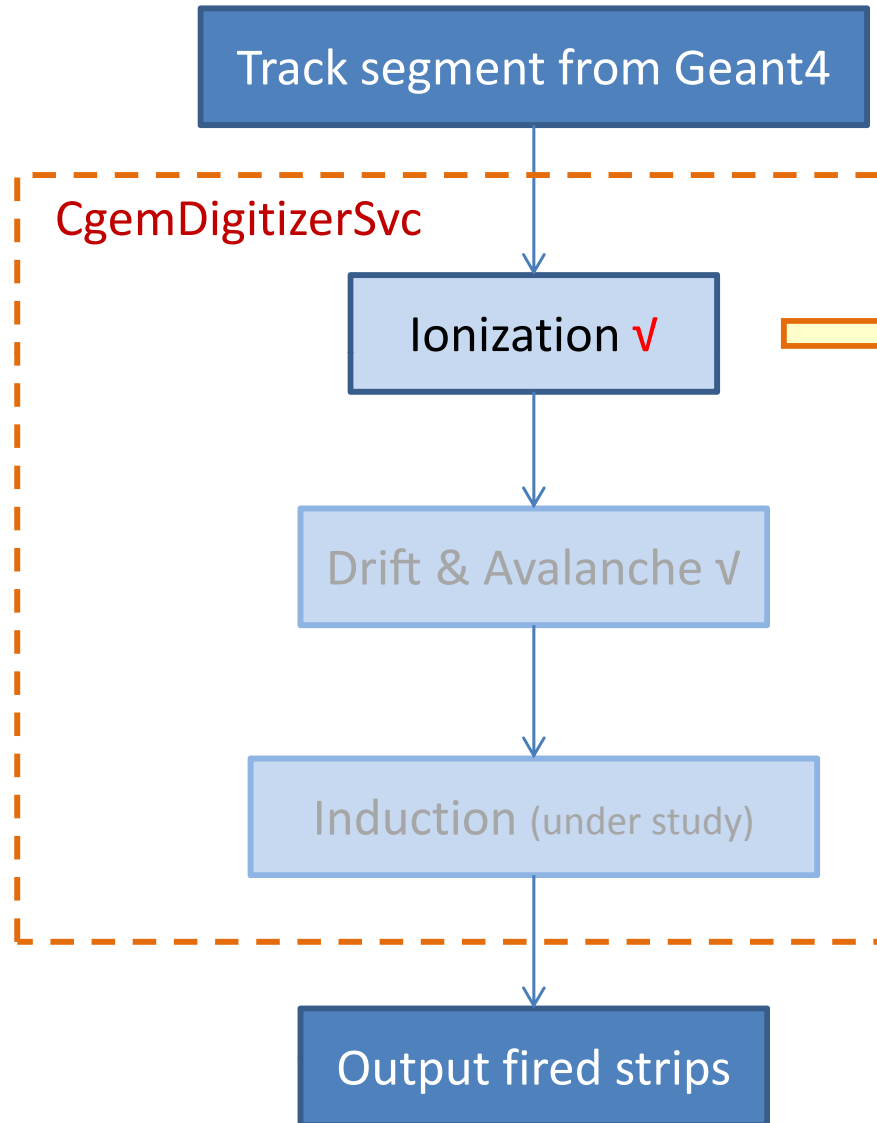 Track segment from Geant4
CgemDigitizerSvc
Ionization √
Drift & Avalanche √
Induction (under study)
Output fired strips